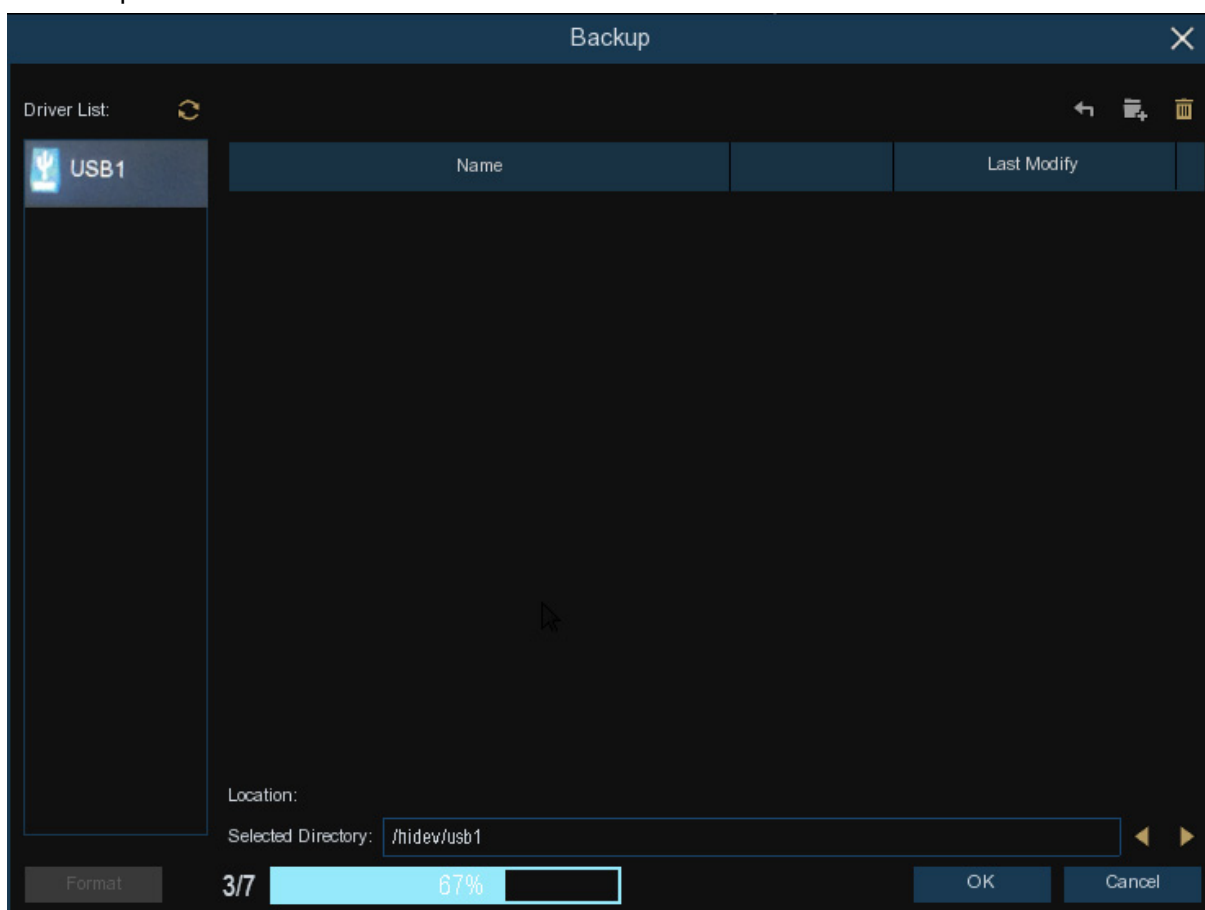 Backup
Driver List:
USB1
Name
Last Modify
Location:
Selected Directory: /hidev/usb1
Format
3/7
67%
OK
Cancel